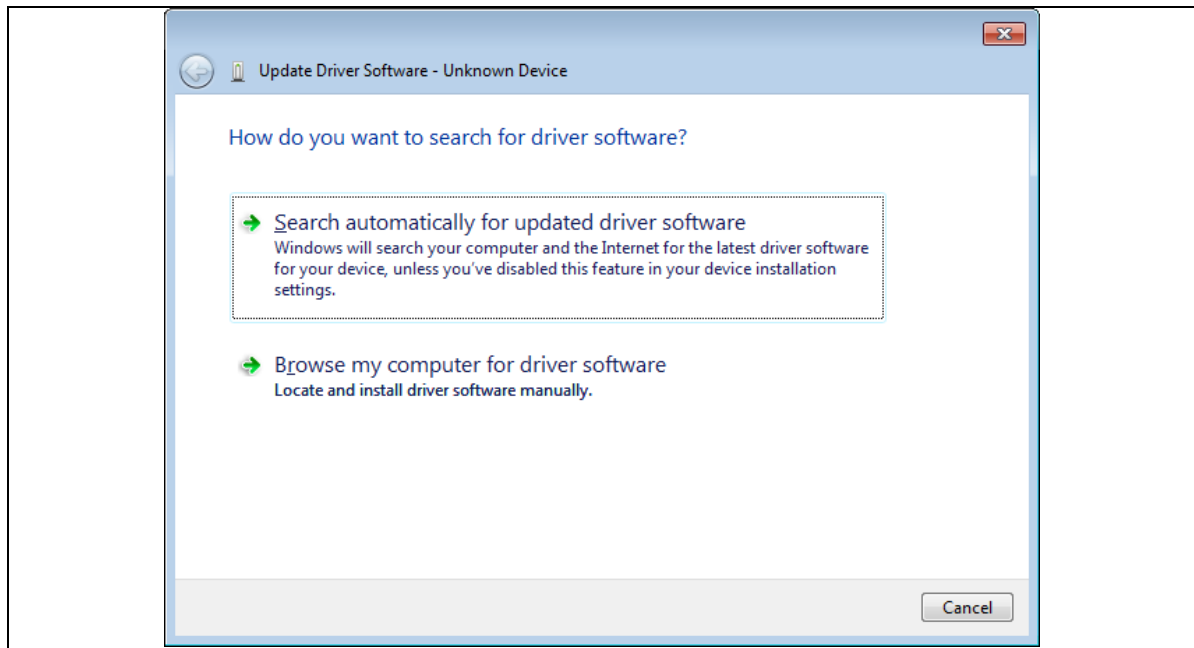 Update Driver Software - Unknown Device
How do you want to search for driver software?
Search automatically for updated driver software
Windows will search your computer and the Internet for the latest driver software
for your device, unless you've disabled this feature in your device installation
settings.
Browse my computer for driver software
Locate and install driver software manually.
Cancel